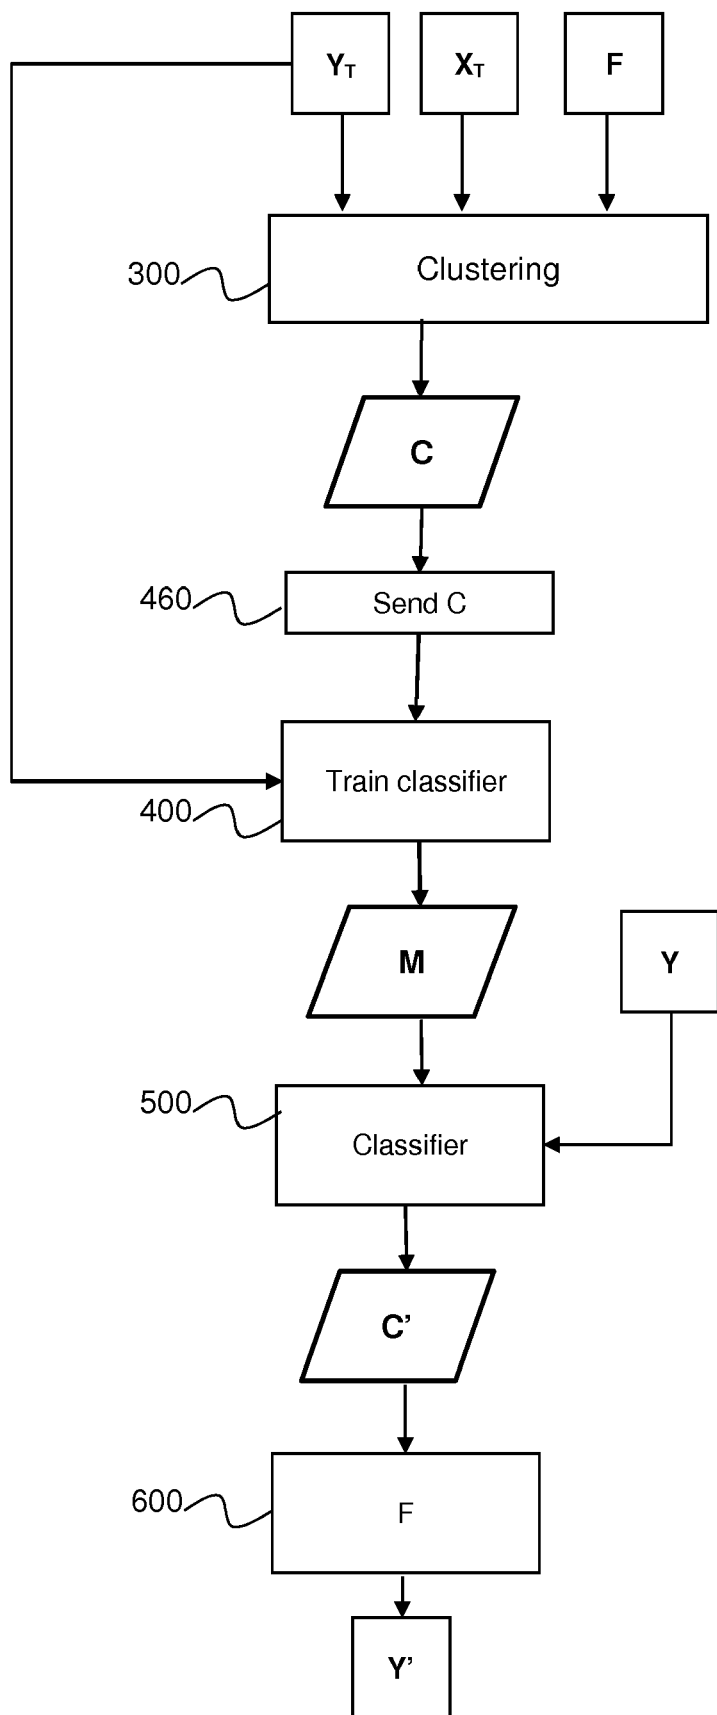 Y_T X_T F
300 Clustering
C
460 Send C
Train classifier
400
M Y
500
Classifier
C’
600 F
Y’